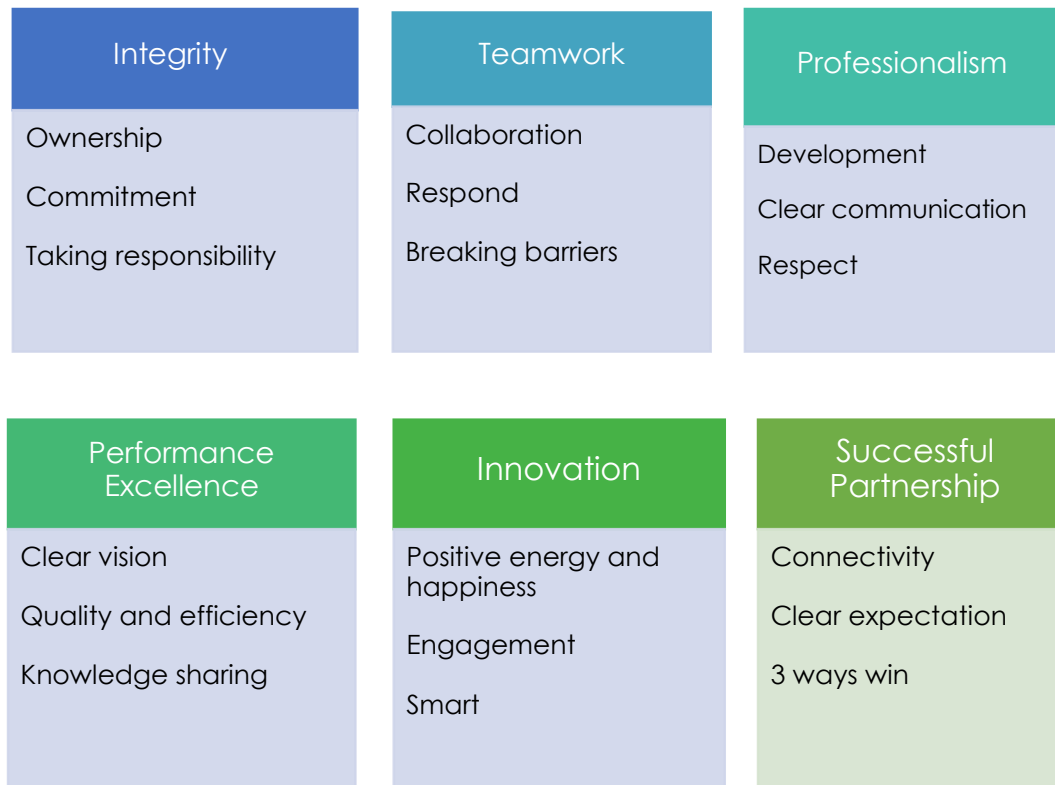 Integrity
Ownership
Commitment
Taking responsibility
Teamwork
Collaboration
Respond
Breaking barriers
Professionalism
Development
Clear communication
Respect
Performance
Excellence
Clear vision
Quality and efficiency
Knowledge sharing
Innovation
Positive energy and
happiness
Engagement
Smart
Successful
Partnership
Connectivity
Clear expectation
3 ways win